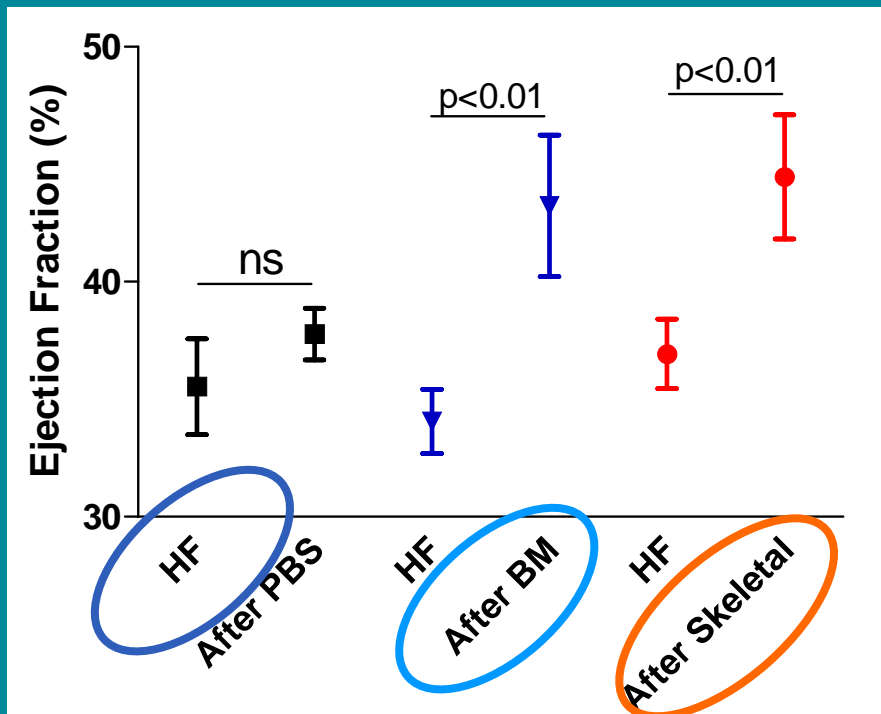 Ejection Fraction (%)
50
40
30
ns
p<0.01
p<0.01
HF
After PBS
HF
After BM
HF
After Skeletal